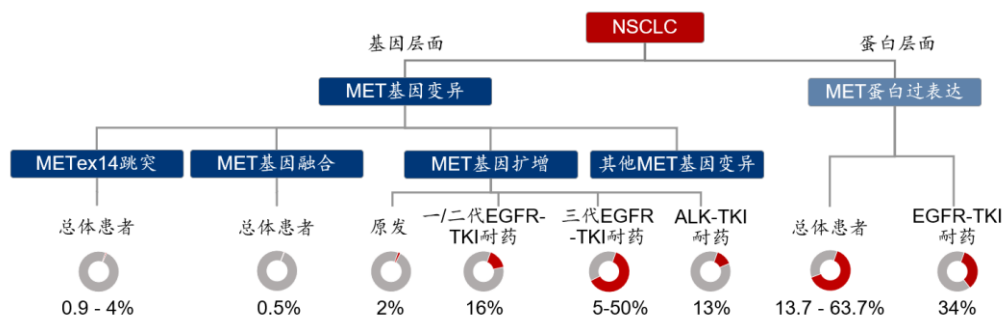 NSCLC
基因层面
蛋白层面
MET基因变异
MET蛋白过表达
METex14跳突
MET基因融合
MET基因扩增
其他MET基因变异
总体患者
总体患者
原发
一/二代EGFR-
TKI耐药
三代EGFR
-TKI耐药
ALK-TKI
耐药
总体患者
EGFR-TKI
耐药
0.9 - 4%
0.5%
2%
16%
5-50%
13%
13.7 - 63.7%
34%